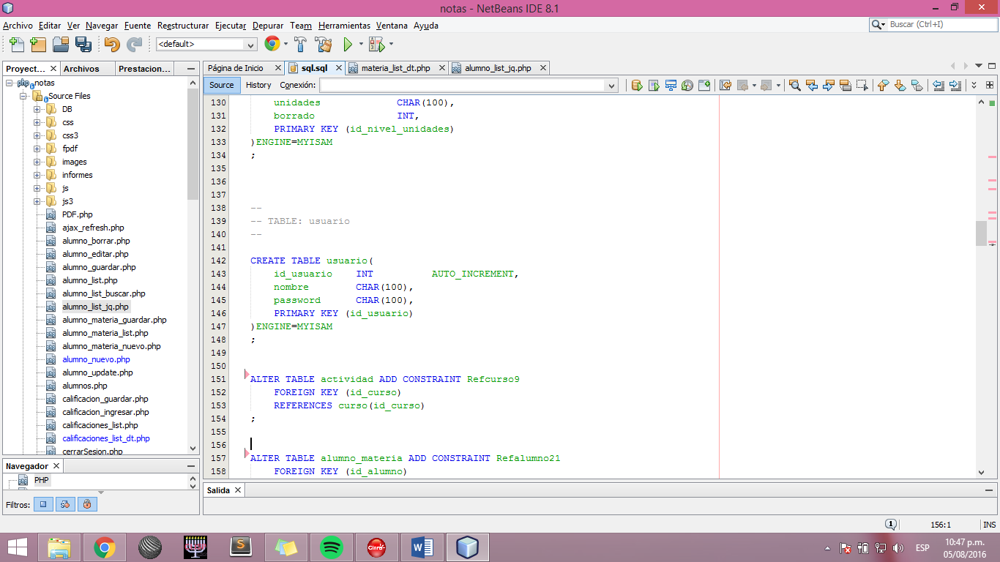 notas - NetBeans IDE 8.1
Archivo Editar Ver Navegar Fuente Reestructurar Ejecutar Depurar Team Herramientas Ventana Ayuda
Buscar (Ctrl+I)
<default>
Proyect... Archivos Prestacion...
Página de Inicio sql.sql materia_list_dt.php alumno_list_jq.php
Source History Conexión:
notas
Source Files
DB
css
css3
fpdf
images
informes
js
js3
PDF.php
ajax_refresh.php
alumno_borrar.php
alumno_editar.php
alumno_guardar.php
alumno_list.php
alumno_list_buscar.php
alumno_list_jq.php
alumno_materia_guardar.php
alumno_materia_list.php
alumno_materia_nuevo.php
alumno_nuevo.php
alumno_update.php
alumnos.php
calificacion_guardar.php
calificacion_ingresar.php
calificaciones_list.php
calificaciones_list_dt.php
cerrarSesion.php
130 unidades CHAR(100),
131 borrado INT,
132 PRIMARY KEY (id_nivel_unidades)
133 )ENGINE=MYISAM
134 ;
135
136
137
138 --
139 -- TABLE: usuario
140 --
141
142 CREATE TABLE usuario(
143 id_usuario INT AUTO_INCREMENT,
144 nombre CHAR(100),
145 password CHAR(100),
146 PRIMARY KEY (id_usuario)
147 )ENGINE=MYISAM
148 ;
149
150
151 ALTER TABLE actividad ADD CONSTRAINT Refcurso9
152 FOREIGN KEY (id_curso)
153 REFERENCES curso(id_curso)
154 ;
155
156
157 ALTER TABLE alumno_materia ADD CONSTRAINT Refalumno21
158 FOREIGN KEY (id_alumno)
Navegador
PHP
Filtros:
Salida
1 156:1 INS
Claro
ESP
10:47 p.m.
05/08/2016